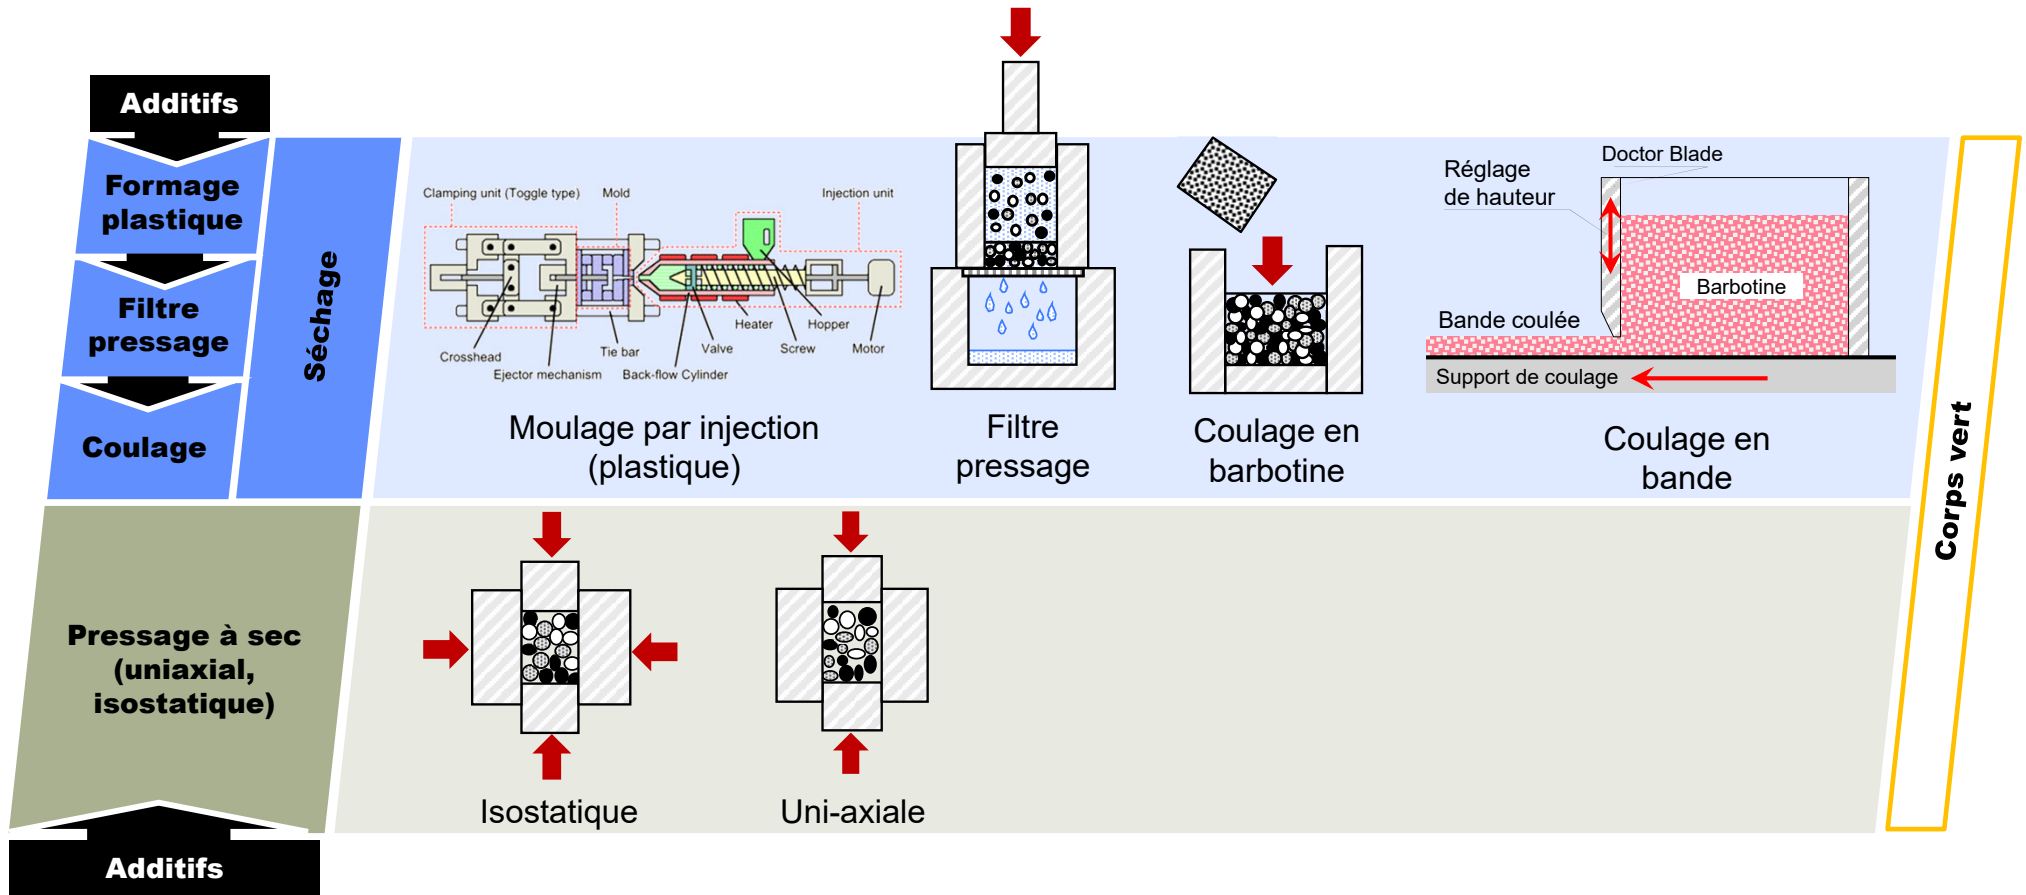 Additifs
Formage
plastique
Filtre
pressage
Coulage
Séchage
Clamping unit (Toggle type)
Mold
Injection unit
Crosshead
Ejector mechanism
Tie bar
Back-flow Cylinder
Valve
Heater
Screw
Hopper
Motor
Moulage par injection
(plastique)
Filtre
pressage
Coulage en
barbotine
Réglage
de hauteur
Doctor Blade
Barbotine
Bande coulée
Support de coulage
Coulage en
bande
Corps vert
Pressage à sec
(uniaxial,
isostatique)
Isostatique
Uni-axiale
Additifs